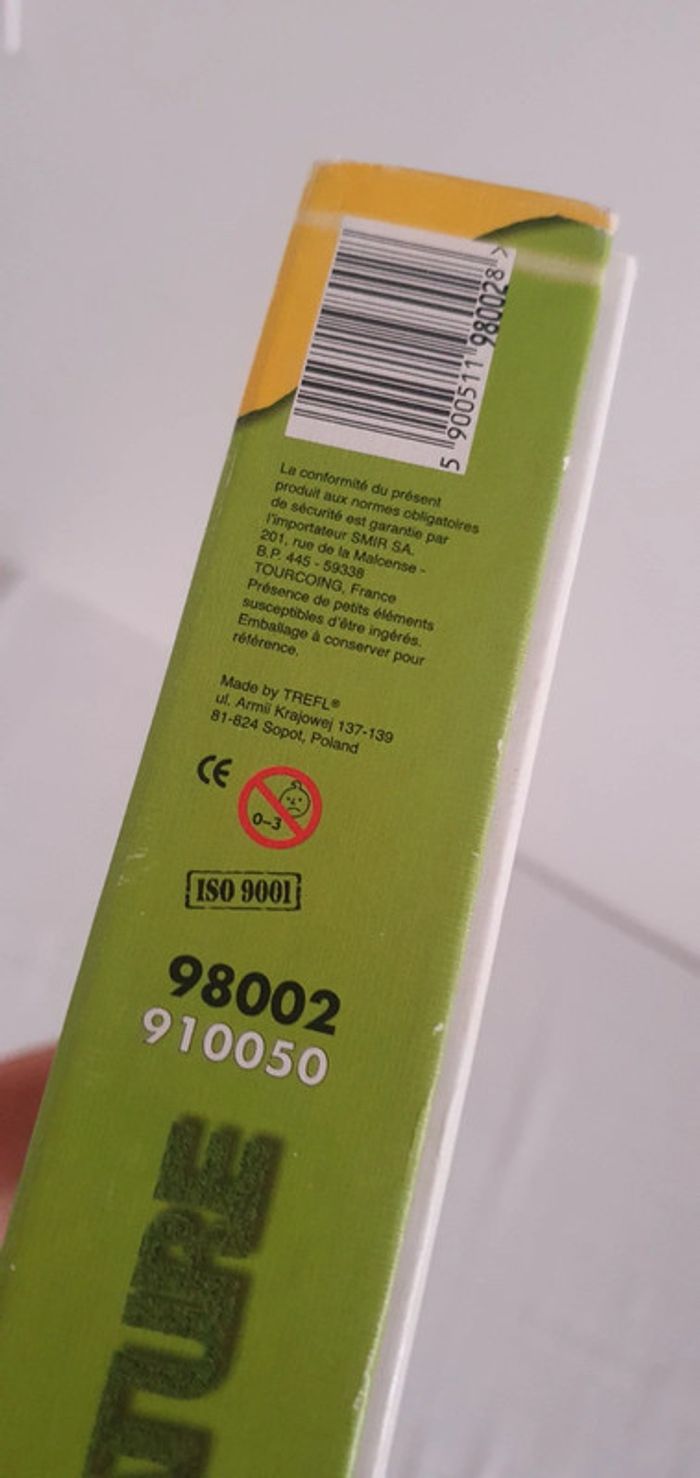 5 900511 980028 >
La conformité du présent
produit aux normes obligatoires
de sécurité est garantie par
l'importateur SMIR SA.
201, rue de la Malcense -
B.P. 445 - 59338
TOURCOING, France
Présence de petits éléments
susceptibles d'être ingérés.
Emballage à conserver pour
référence.
Made by TREFL®
ul. Armii Krajowej 137-139
81-824 Sopot, Poland
CE
0-3
ISO 9001
98002
910050
TURE